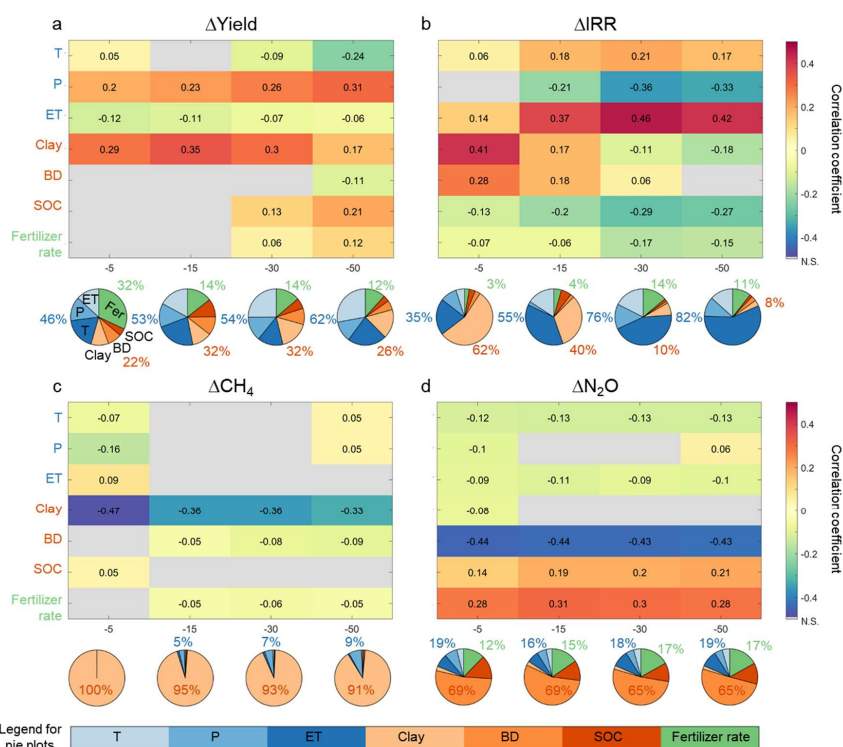 a ΔYield
T 0.05 -0.09 -0.24
P 0.2 0.23 0.26 0.31
ET -0.12 -0.11 -0.07 -0.06
Clay 0.29 0.35 0.3 0.17
BD -0.11
SOC 0.13 0.21
Fertilizer rate 0.06 0.12
-5 -15 -30 -50
32% 14% 14% 12%
ET Fer
P
46% 53% 54% 62%
T SOC
BD
Clay 22% 32% 32% 26%
b ΔIRR
0.06 0.18 0.21 0.17
-0.21 -0.36 -0.33
0.14 0.37 0.46 0.42
0.41 0.17 -0.11 -0.18
0.28 0.18 0.06
-0.13 -0.2 -0.29 -0.27
-0.07 -0.06 -0.17 -0.15
-5 -15 -30 -50
0.4
0.2
0
-0.2
-0.4
N.S.
Correlation coefficient
3% 4% 14% 11%
35% 55% 76% 82% 8%
62% 40% 10%
c ΔCH₄
T -0.07 0.05
P -0.16 0.05
ET 0.09
Clay -0.47 -0.36 -0.36 -0.33
BD -0.05 -0.08 -0.09
SOC 0.05
Fertilizer rate -0.05 -0.06 -0.05
-5 -15 -30 -50
5% 7% 9%
100% 95% 93% 91%
d ΔN₂O
-0.12 -0.13 -0.13 -0.13
-0.1 0.06
-0.09 -0.11 -0.09 -0.1
-0.08
-0.44 -0.44 -0.43 -0.43
0.14 0.19 0.2 0.21
0.28 0.31 0.3 0.28
-5 -15 -30 -50
0.4
0.2
0
-0.2
-0.4
N.S.
Correlation coefficient
19% 12% 16% 15% 18% 17% 19% 17%
69% 69% 65% 65%
Legend for
pie plots
T P ET Clay BD SOC Fertilizer rate